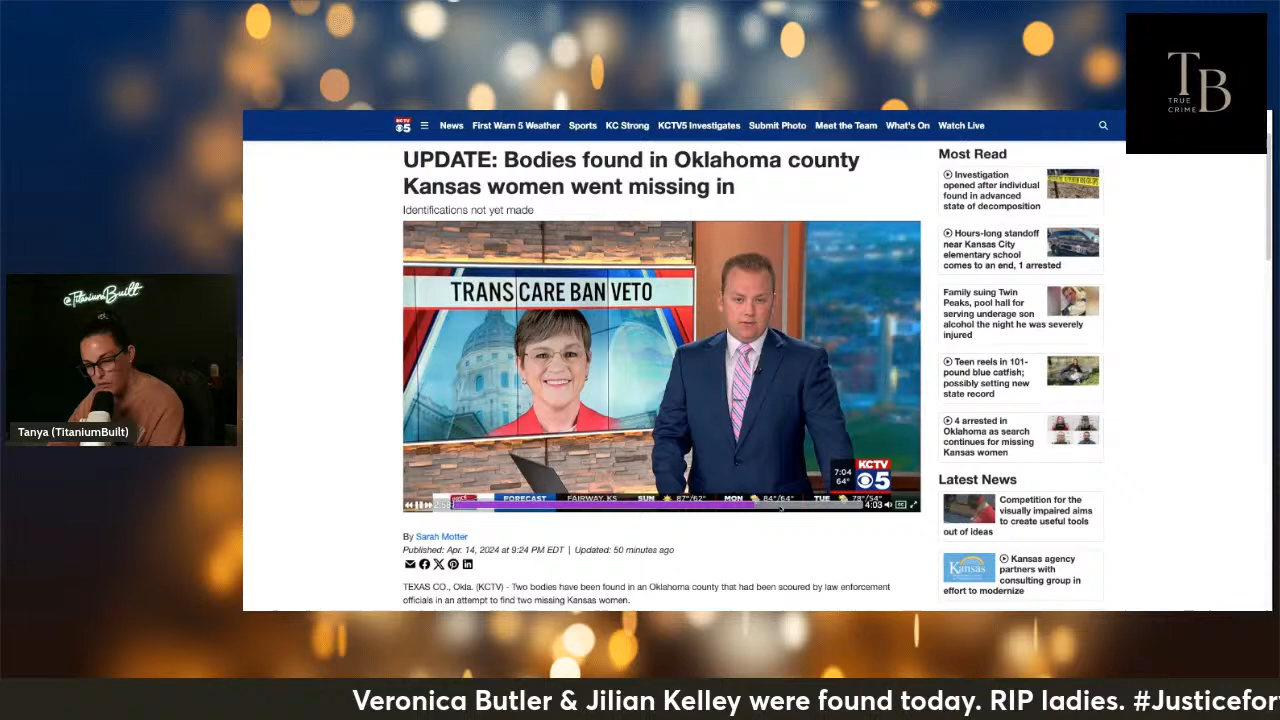 T
B
TRUE
CRIME
KCTV
5
News
First Warn 5 Weather
Sports
KC Strong
KCTV5 Investigates
Submit Photo
Meet the Team
What's On
Watch Live
UPDATE: Bodies found in Oklahoma county
Kansas women went missing in
Identifications not yet made
TRANS CARE BAN VETO
7:04
64°
KCTV
5
FORECAST
FAIRWAY, KS
SUN
87°/62°
MON
84°/64°
TUE
78°/54°
2:58
4:03
By Sarah Motter
Published: Apr. 14, 2024 at 9:24 PM EDT | Updated: 50 minutes ago
TEXAS CO., Okla. (KCTV) - Two bodies have been found in an Oklahoma county that had been scoured by law enforcement
officials in an attempt to find two missing Kansas women.
Most Read
Investigation
opened after individual
found in advanced
state of decomposition
Hours-long standoff
near Kansas City
elementary school
comes to an end, 1 arrested
Family suing Twin
Peaks, pool hall for
serving underage son
alcohol the night he was severely
injured
Teen reels in 101-
pound blue catfish;
possibly setting new
state record
4 arrested in
Oklahoma as search
continues for missing
Kansas women
Latest News
Competition for the
visually impaired aims
to create useful tools
out of ideas
Kansas
Kansas agency
partners with
consulting group in
effort to modernize
@TitaniumBuilt
Tanya (TitaniumBuilt)
Veronica Butler & Jilian Kelley were found today. RIP ladies. #Justicefor